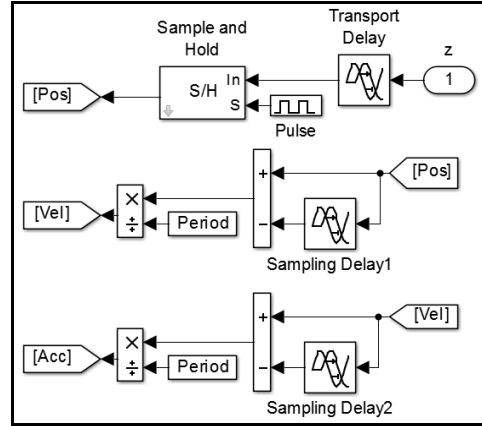 Sample and
Hold
Transport
Delay
z
[Pos]
S/H
In
S
1
Pulse
[Pos]
+
−
[Vel]
×
÷
Period
Sampling Delay1
[Vel]
+
−
[Acc]
×
÷
Period
Sampling Delay2